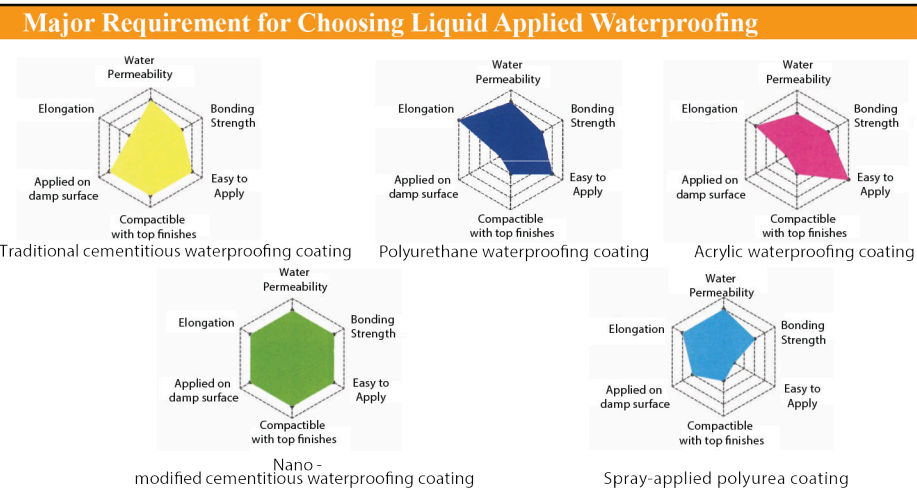 Major Requirement for Choosing Liquid Applied Waterproofing
Water
Permeability
Elongation
Bonding
Strength
Applied on
damp surface
Easy to
Apply
Compactible
with top finishes
Traditional cementitious waterproofing coating
Water
Permeability
Elongation
Bonding
Strength
Applied on
damp surface
Easy to
Apply
Compactible
with top finishes
Polyurethane waterproofing coating
Water
Permeability
Elongation
Bonding
Strength
Applied on
damp surface
Easy to
Apply
Compactible
with top finishes
Acrylic waterproofing coating
Water
Permeability
Elongation
Bonding
Strength
Applied on
damp surface
Easy to
Apply
Compactible
with top finishes
Nano -
modified cementitious waterproofing coating
Water
Permeability
Elongation
Bonding
Strength
Applied on
damp surface
Easy to
Apply
Compactible
with top finishes
Spray-applied polyurea coating